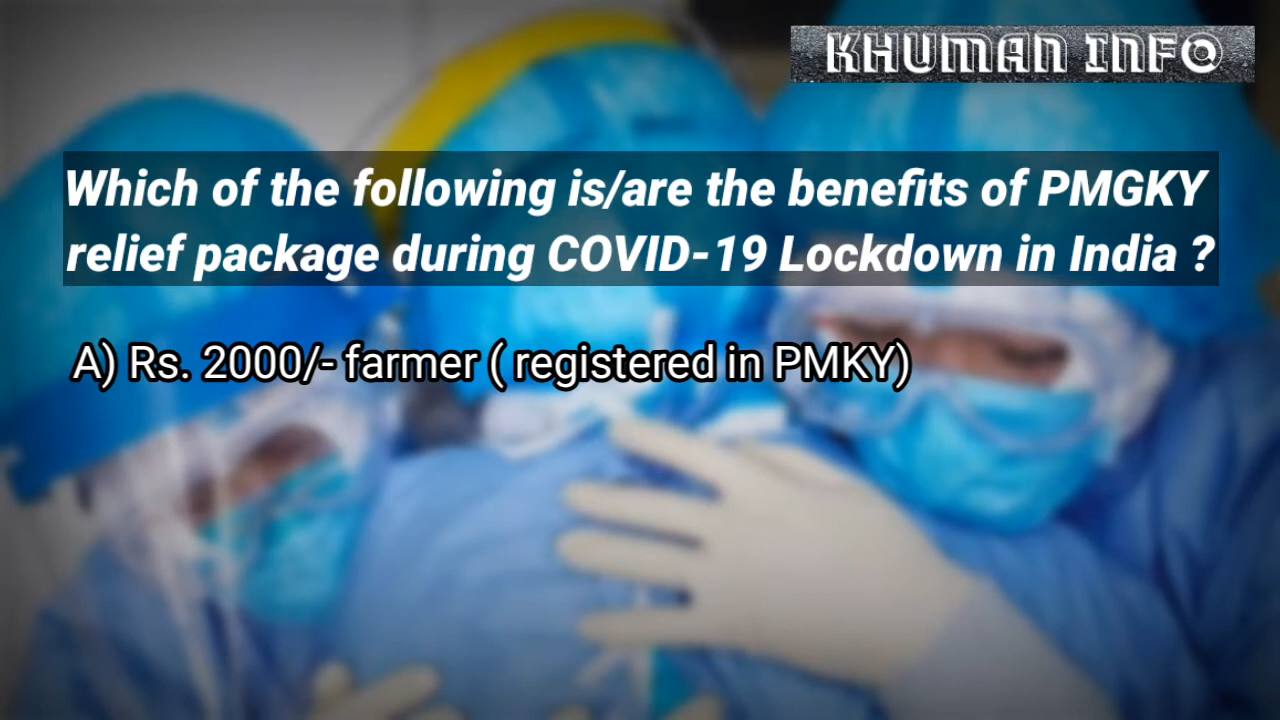 KHUMAN INFO
Which of the following is/are the benefits of PMGKY
relief package during COVID-19 Lockdown in India ?
A) Rs. 2000/- farmer ( registered in PMKY)